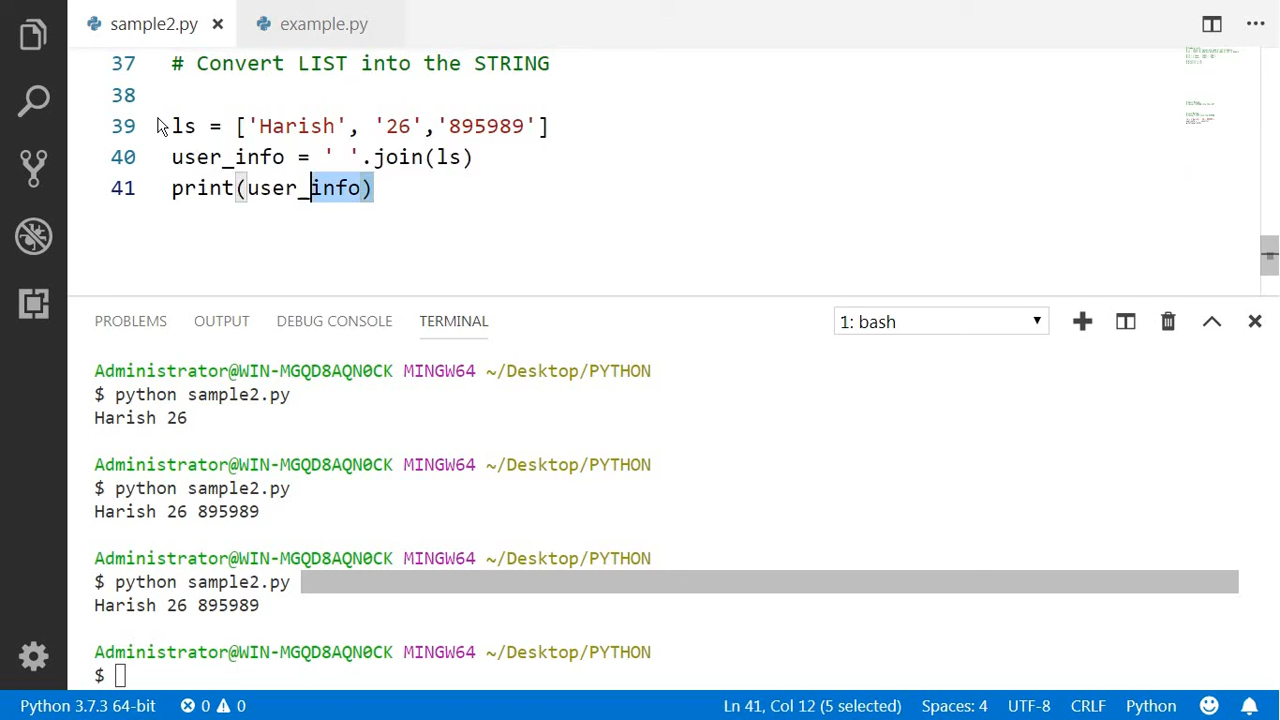 sample2.py × example.py ...
37 # Convert LIST into the STRING
38
39 ls = ['Harish', '26','895989']
40 user_info = ' '.join(ls)
41 print(user_info)
PROBLEMS OUTPUT DEBUG CONSOLE TERMINAL 1: bash
Administrator@WIN-MGQD8AQN0CK MINGW64 ~/Desktop/PYTHON
$ python sample2.py
Harish 26
Administrator@WIN-MGQD8AQN0CK MINGW64 ~/Desktop/PYTHON
$ python sample2.py
Harish 26 895989
Administrator@WIN-MGQD8AQN0CK MINGW64 ~/Desktop/PYTHON
$ python sample2.py
Harish 26 895989
Administrator@WIN-MGQD8AQN0CK MINGW64 ~/Desktop/PYTHON
$
Python 3.7.3 64-bit 0 0 Ln 41, Col 12 (5 selected) Spaces: 4 UTF-8 CRLF Python